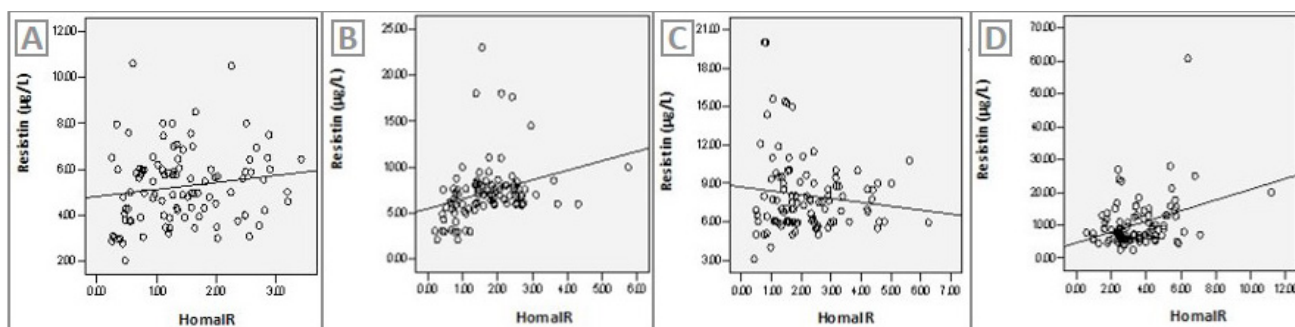 A
Resistin (µg/L)
12.00
10.00
8.00
6.00
4.00
2.00
0.00 1.00 2.00 3.00
HomaIR
B
Resistin (µg/L)
25.00
20.00
15.00
10.00
5.00
0.00
0.00 1.00 2.00 3.00 4.00 5.00 6.00
HomaIR
C
Resistin (µg/L)
21.00
18.00
15.00
12.00
9.00
6.00
3.00
0.00 1.00 2.00 3.00 4.00 5.00 6.00
HomaIR
D
Resistin (µg/L)
70.00
60.00
50.00
40.00
30.00
20.00
10.00
0.00
0.00 2.00 4.00 6.00 8.00 10.00 12.00
HomaIR